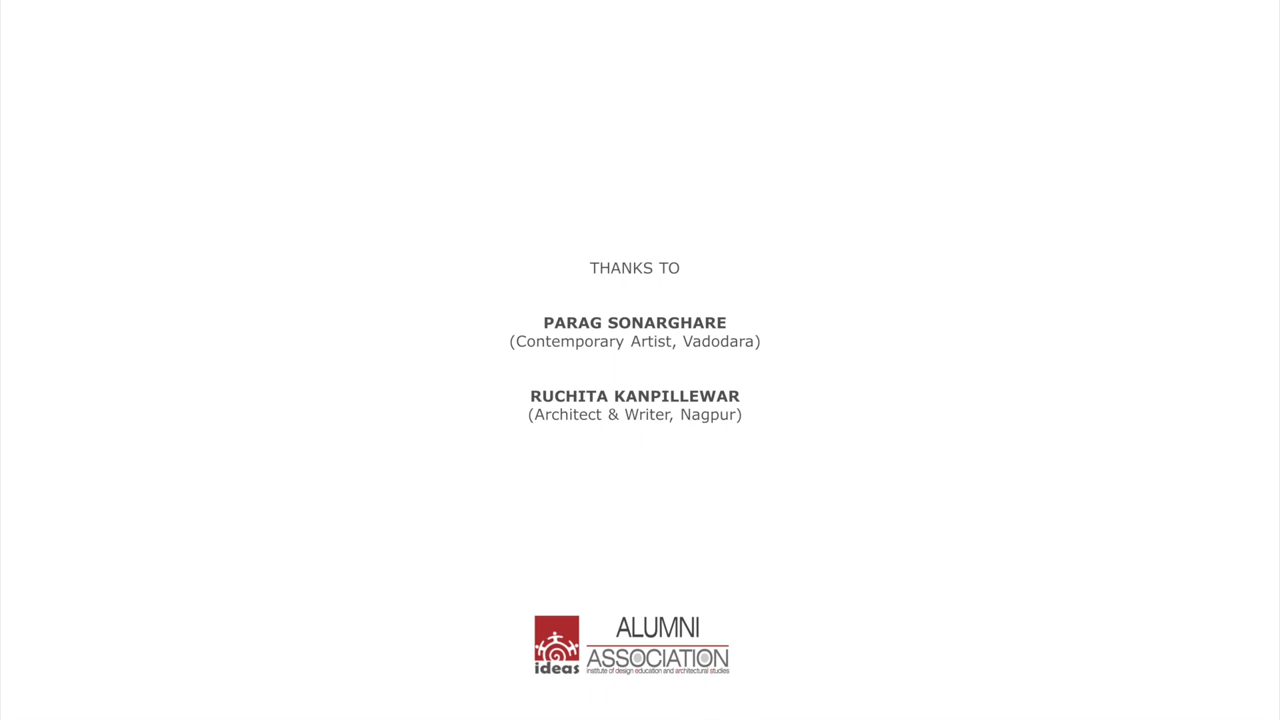 THANKS TO
PARAG SONARGHARE
(Contemporary Artist, Vadodara)
RUCHITA KANPILLEWAR
(Architect & Writer, Nagpur)
ideas
ALUMNI
ASSOCIATION
institute of design education and architectural studies